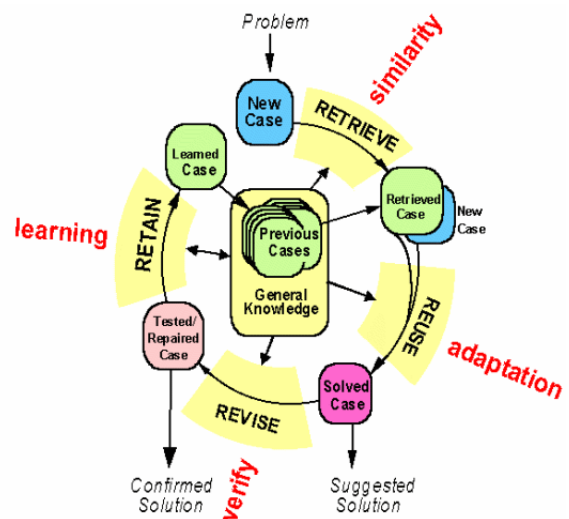 Problem
similarity
New
Case
RETRIEVE
Learned
Case
Retrieved
Case
New
Case
learning
RETAIN
Previous
Cases
General
Knowledge
REUSE
adaptation
Tested/
Repaired
Case
Solved
Case
REVISE
verify
Confirmed
Solution
Suggested
Solution